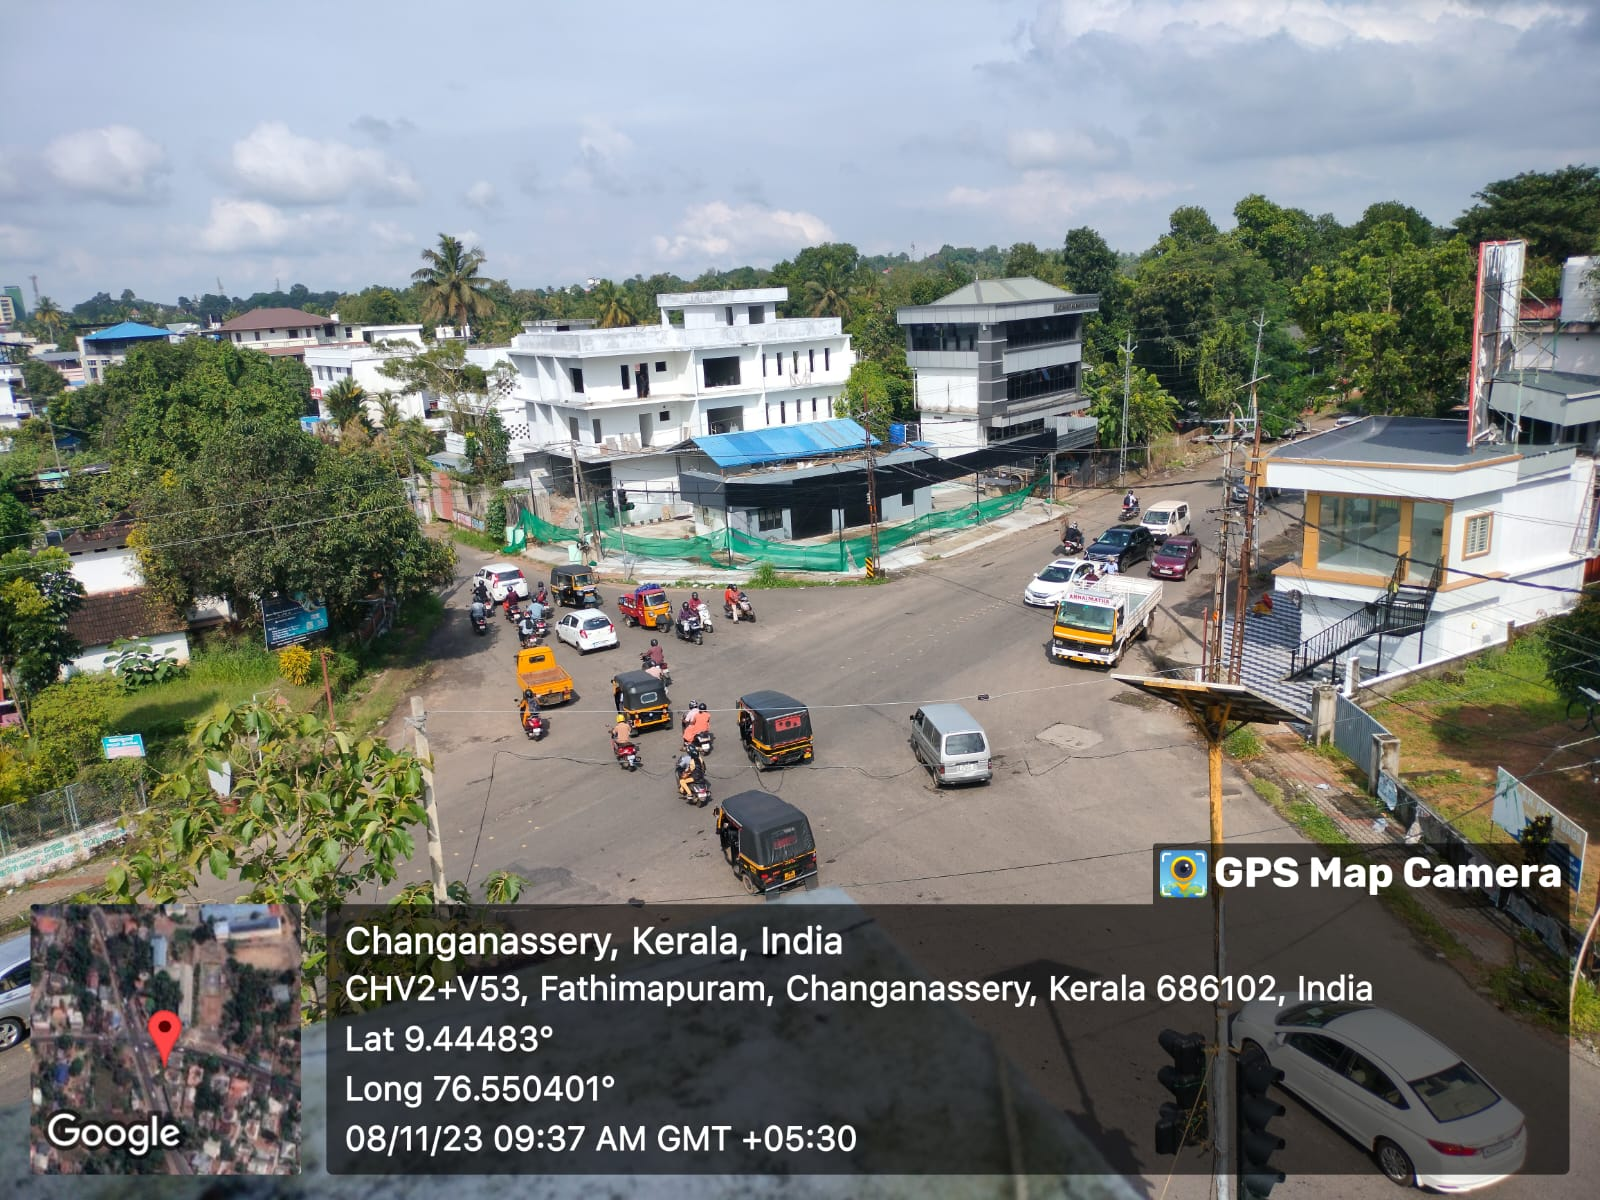 ANNAIMATHA
GPS Map Camera
Changanassery, Kerala, India
CHV2+V53, Fathimapuram, Changanassery, Kerala 686102, India
Lat 9.44483°
Long 76.550401°
08/11/23 09:37 AM GMT +05:30
Google